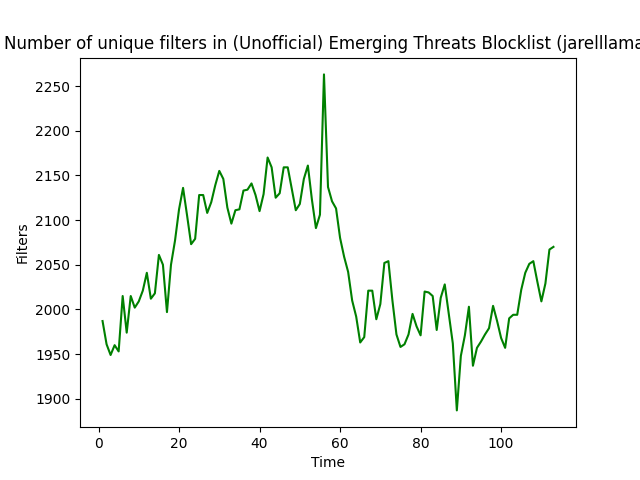 Number of unique filters in (Unofficial) Emerging Threats Blocklist (jarelllama
2250
2200
2150
2100
2050
2000
1950
1900
Filters
0 20 40 60 80 100
Time